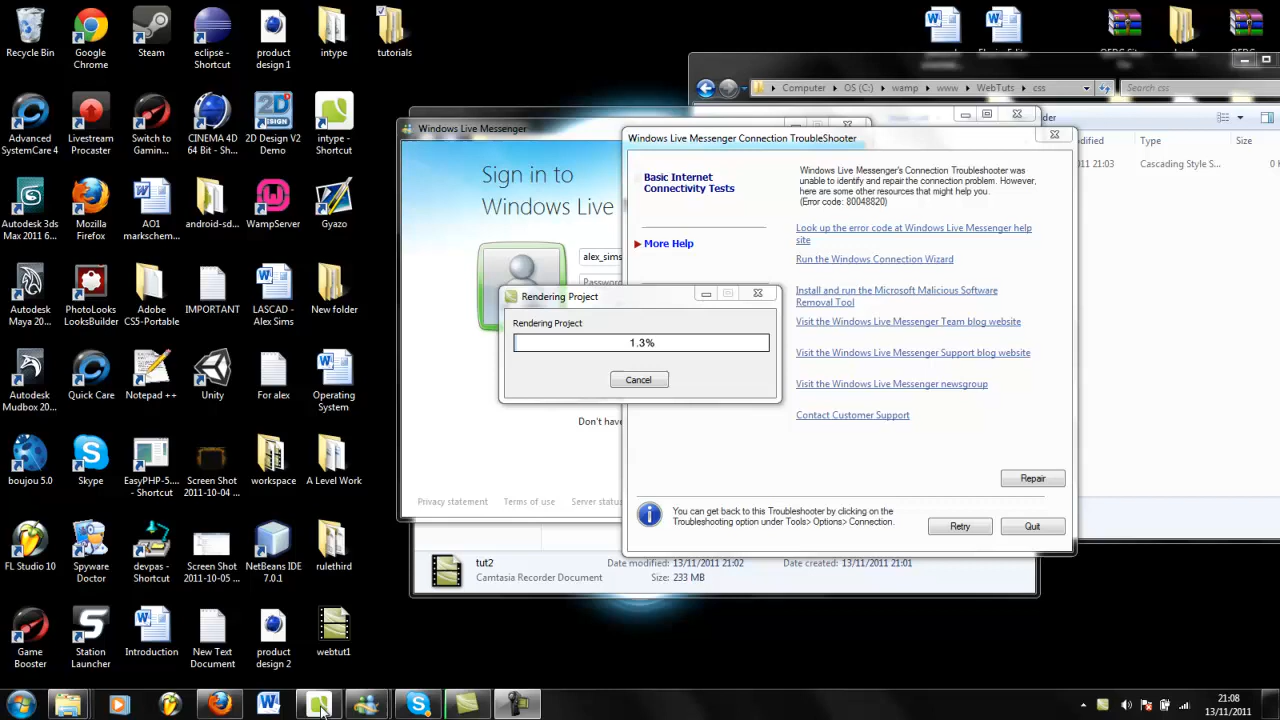 Recycle Bin
Google Chrome
Steam
eclipse - Shortcut
product design 1
intype
tutorials
Advanced SystemCare 4
Livestream Procaster
Switch to Gamin...
CINEMA 4D 64 Bit - Sh...
2D Design V2 Demo
intype - Shortcut
Autodesk 3ds Max 2011 6...
Mozilla Firefox
AO1 markschem...
android-sd...
WampServer
Gyazo
Autodesk Maya 20...
PhotoLooks LooksBuilder
Adobe CS5-Portable
IMPORTANT
LASCAD - Alex Sims
New folder
Autodesk Mudbox 20...
Quick Care
Notepad ++
Unity
For alex
Operating System
boujou 5.0
Skype
EasyPHP-5.... - Shortcut
Screen Shot 2011-10-04 ...
workspace
A Level Work
FL Studio 10
Spyware Doctor
devpas - Shortcut
Screen Shot 2011-10-05 ...
NetBeans IDE 7.0.1
rulethird
Game Booster
Station Launcher
Introduction
New Text Document
product design 2
webtut1
Computer
OS (C:)
wamp
www
WebTuts
css
Search css
Type
Size
21:03
Cascading Style S...
Windows Live Messenger
Sign in to
Windows Live
alex_sims
Password
Don't have
Privacy statement
Terms of use
Server status
Windows Live Messenger Connection TroubleShooter
Basic Internet
Connectivity Tests
More Help
Windows Live Messenger's Connection Troubleshooter was
unable to identify and repair the connection problem. However,
here are some other resources that might help you.
(Error code: 80048820)
Look up the error code at Windows Live Messenger help
site
Run the Windows Connection Wizard
Install and run the Microsoft Malicious Software
Removal Tool
Visit the Windows Live Messenger Team blog website
Visit the Windows Live Messenger Support blog website
Visit the Windows Live Messenger newsgroup
Contact Customer Support
Repair
You can get back to this Troubleshooter by clicking on the
Troubleshooting option under Tools> Options> Connection.
Retry
Quit
Rendering Project
Rendering Project
1.3%
Cancel
tut2
Camtasia Recorder Document
Date modified: 13/11/2011 21:02
Size: 233 MB
Date created: 13/11/2011 21:01
21:08
13/11/2011